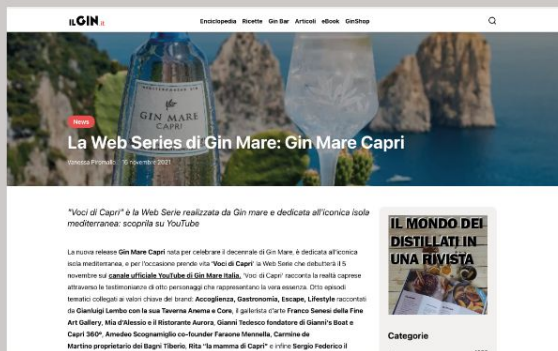 ILGIN.it
Enciclopedia Ricette Gin Bar Articoli eBook GinShop
GIN MARE
CAPRI
News
La Web Series di Gin Mare: Gin Mare Capri
Vanessa Piromallo 10 novembre 2021
"Voci di Capri" è la Web Serie realizzata da Gin mare e dedicata all'iconica isola
mediterranea: scoprila su YouTube
La nuova release Gin Mare Capri nata per celebrare il decennale di Gin Mare, è dedicata all'iconica
isola mediterranea, e per l'occasione prende vita 'Voci di Capri' la Web Serie che debutterà il 5
novembre sul canale ufficiale YouTube di Gin Mare Italia. 'Voci di Capri' racconta la realtà caprese
attraverso le testimonianze di otto personaggi che rappresentano la vera essenza. Otto episodi
tematici collegati ai valori chiave del brand: Accoglienza, Gastronomia, Escape, Lifestyle raccontati
da Gianluigi Lembo con la sua Taverna Anema e Core, il gallerista d'arte Franco Senesi della Fine
Art Gallery, Mia d'Alessio e il Ristorante Aurora, Gianni Tedesco fondatore di Gianni's Boat e
Capri 360º, Amedeo Scognamiglio co-founder Faraone Mennella, Carmine de
Martino proprietario dei Bagni Tiberio, Rita "la mamma di Capri" e infine Sergio Federico il
IL MONDO DEI
DISTILLATI IN
UNA RIVISTA
Categorie